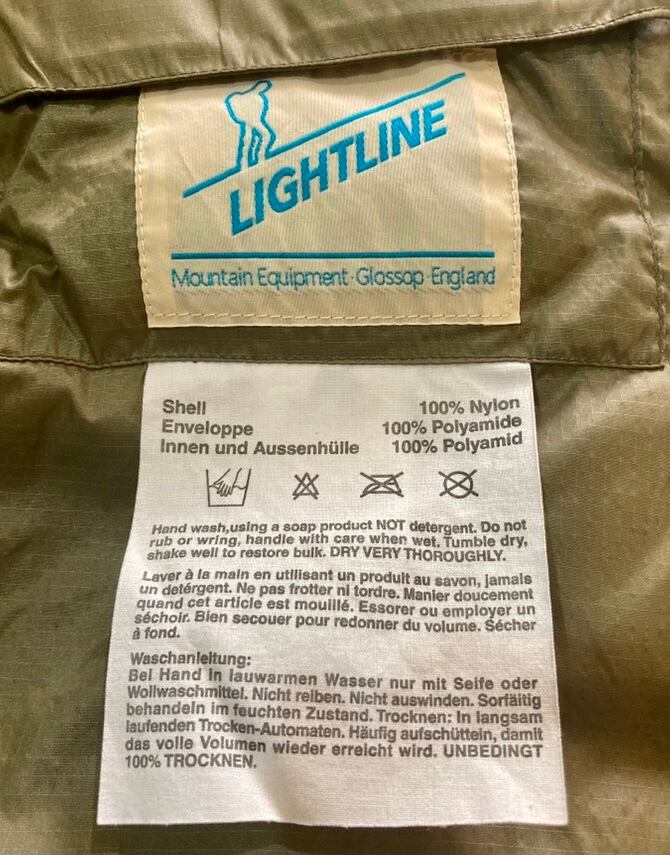 LIGHTLINE
Mountain Equipment · Glossop · England
Shell 100% Nylon
Enveloppe 100% Polyamide
Innen und Aussenhülle 100% Polyamid
Hand wash,using a soap product NOT detergent. Do not
rub or wring, handle with care when wet. Tumble dry,
shake well to restore bulk. DRY VERY THOROUGHLY.
Laver à la main en utilisant un produit au savon, jamais
un detérgent. Ne pas frotter ni tordre. Manier doucement
quand cet article est mouillé. Essorer ou employer un
séchoir. Bien secouer pour redonner du volume. Sécher
à fond.
Waschanleitung:
Bei Hand in lauwarmen Wasser nur mit Seife oder
Wollwaschmittel. Nicht reiben. Nicht auswinden. Sorfäitig
behandeln im feuchten Zustand. Trocknen: In langsam
laufenden Trocken-Automaten. Häufig aufschütteln, damit
das volle Volumen wieder erreicht wird. UNBEDINGT
100% TROCKNEN.